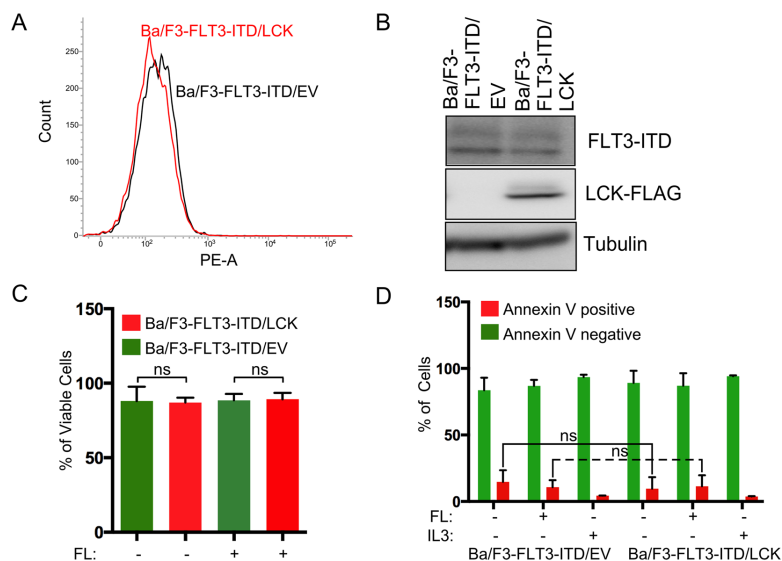 A
Ba/F3-FLT3-ITD/LCK
Ba/F3-FLT3-ITD/EV
Count
250
200
150
100
50
0
0
10²
10³
10⁴
10⁵
PE-A
B
Ba/F3-
FLT3-ITD/
EV
Ba/F3-
FLT3-ITD/
LCK
FLT3-ITD
LCK-FLAG
Tubulin
C
% of Viable Cells
150
100
50
0
Ba/F3-FLT3-ITD/LCK
Ba/F3-FLT3-ITD/EV
ns
ns
FL: - - + +
D
% of Cells
150
100
50
0
Annexin V positive
Annexin V negative
ns
ns
FL: - + - + -
IL3: - - + - - +
Ba/F3-FLT3-ITD/EV Ba/F3-FLT3-ITD/LCK